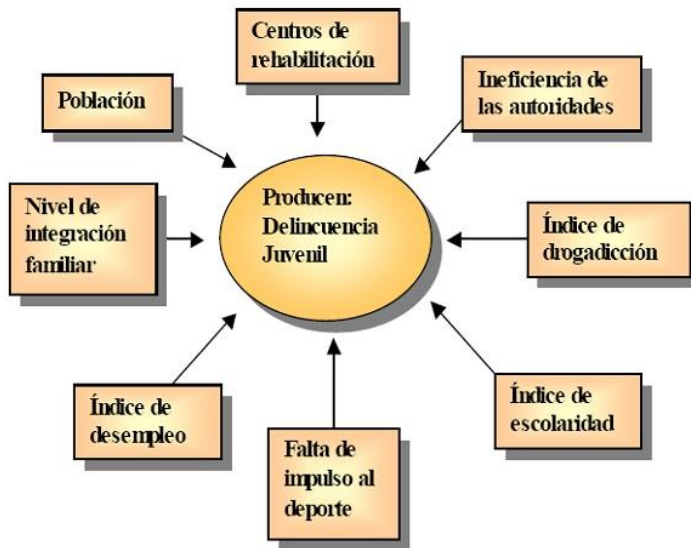 Centros de
rehabilitación
Ineficiencia de
las autoridades
Población
Producen:
Delincuencia
Juvenil
Nivel de
integración
familiar
Índice de
drogadicción
Índice de
desempleo
Falta de
impulso al
deporte
Índice de
escolaridad